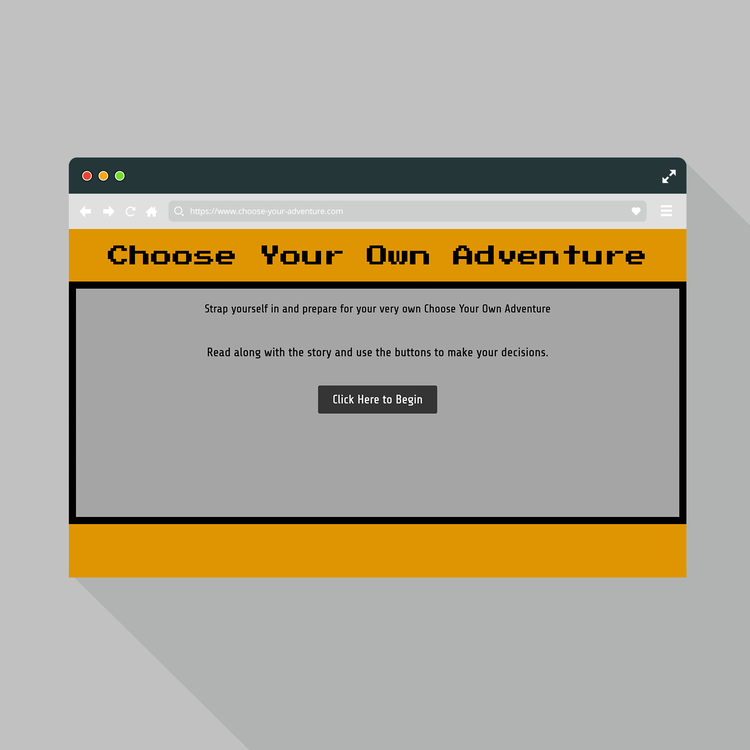 https://www.choose-your-adventure.com
Choose Your Own Adventure
Strap yourself in and prepare for your very own Choose Your Own Adventure
Read along with the story and use the buttons to make your decisions.
Click Here to Begin